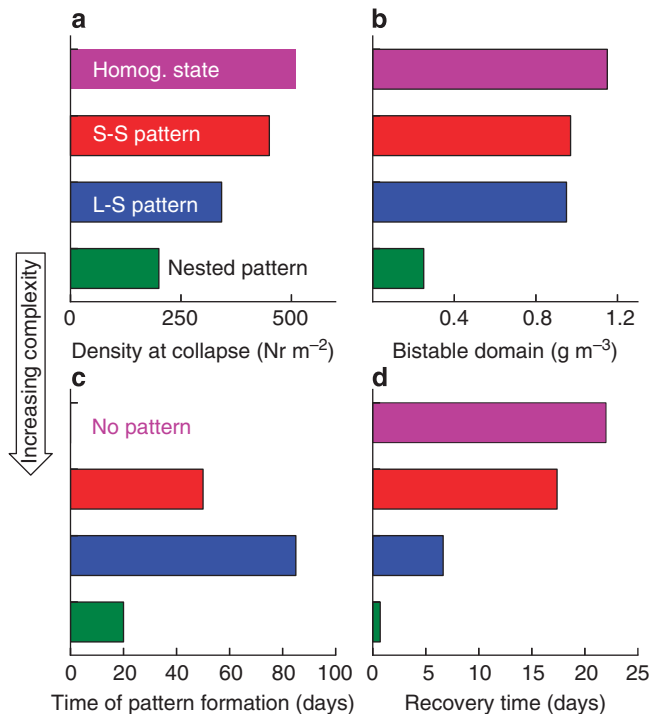 a
Homog. state
S-S pattern
L-S pattern
Nested pattern
0 250 500
Density at collapse (Nr m⁻²)
b
0.4 0.8 1.2
Bistable domain (g m⁻³)
Increasing complexity
c
No pattern
0 20 40 60 80 100
Time of pattern formation (days)
d
0 5 10 15 20 25
Recovery time (days)